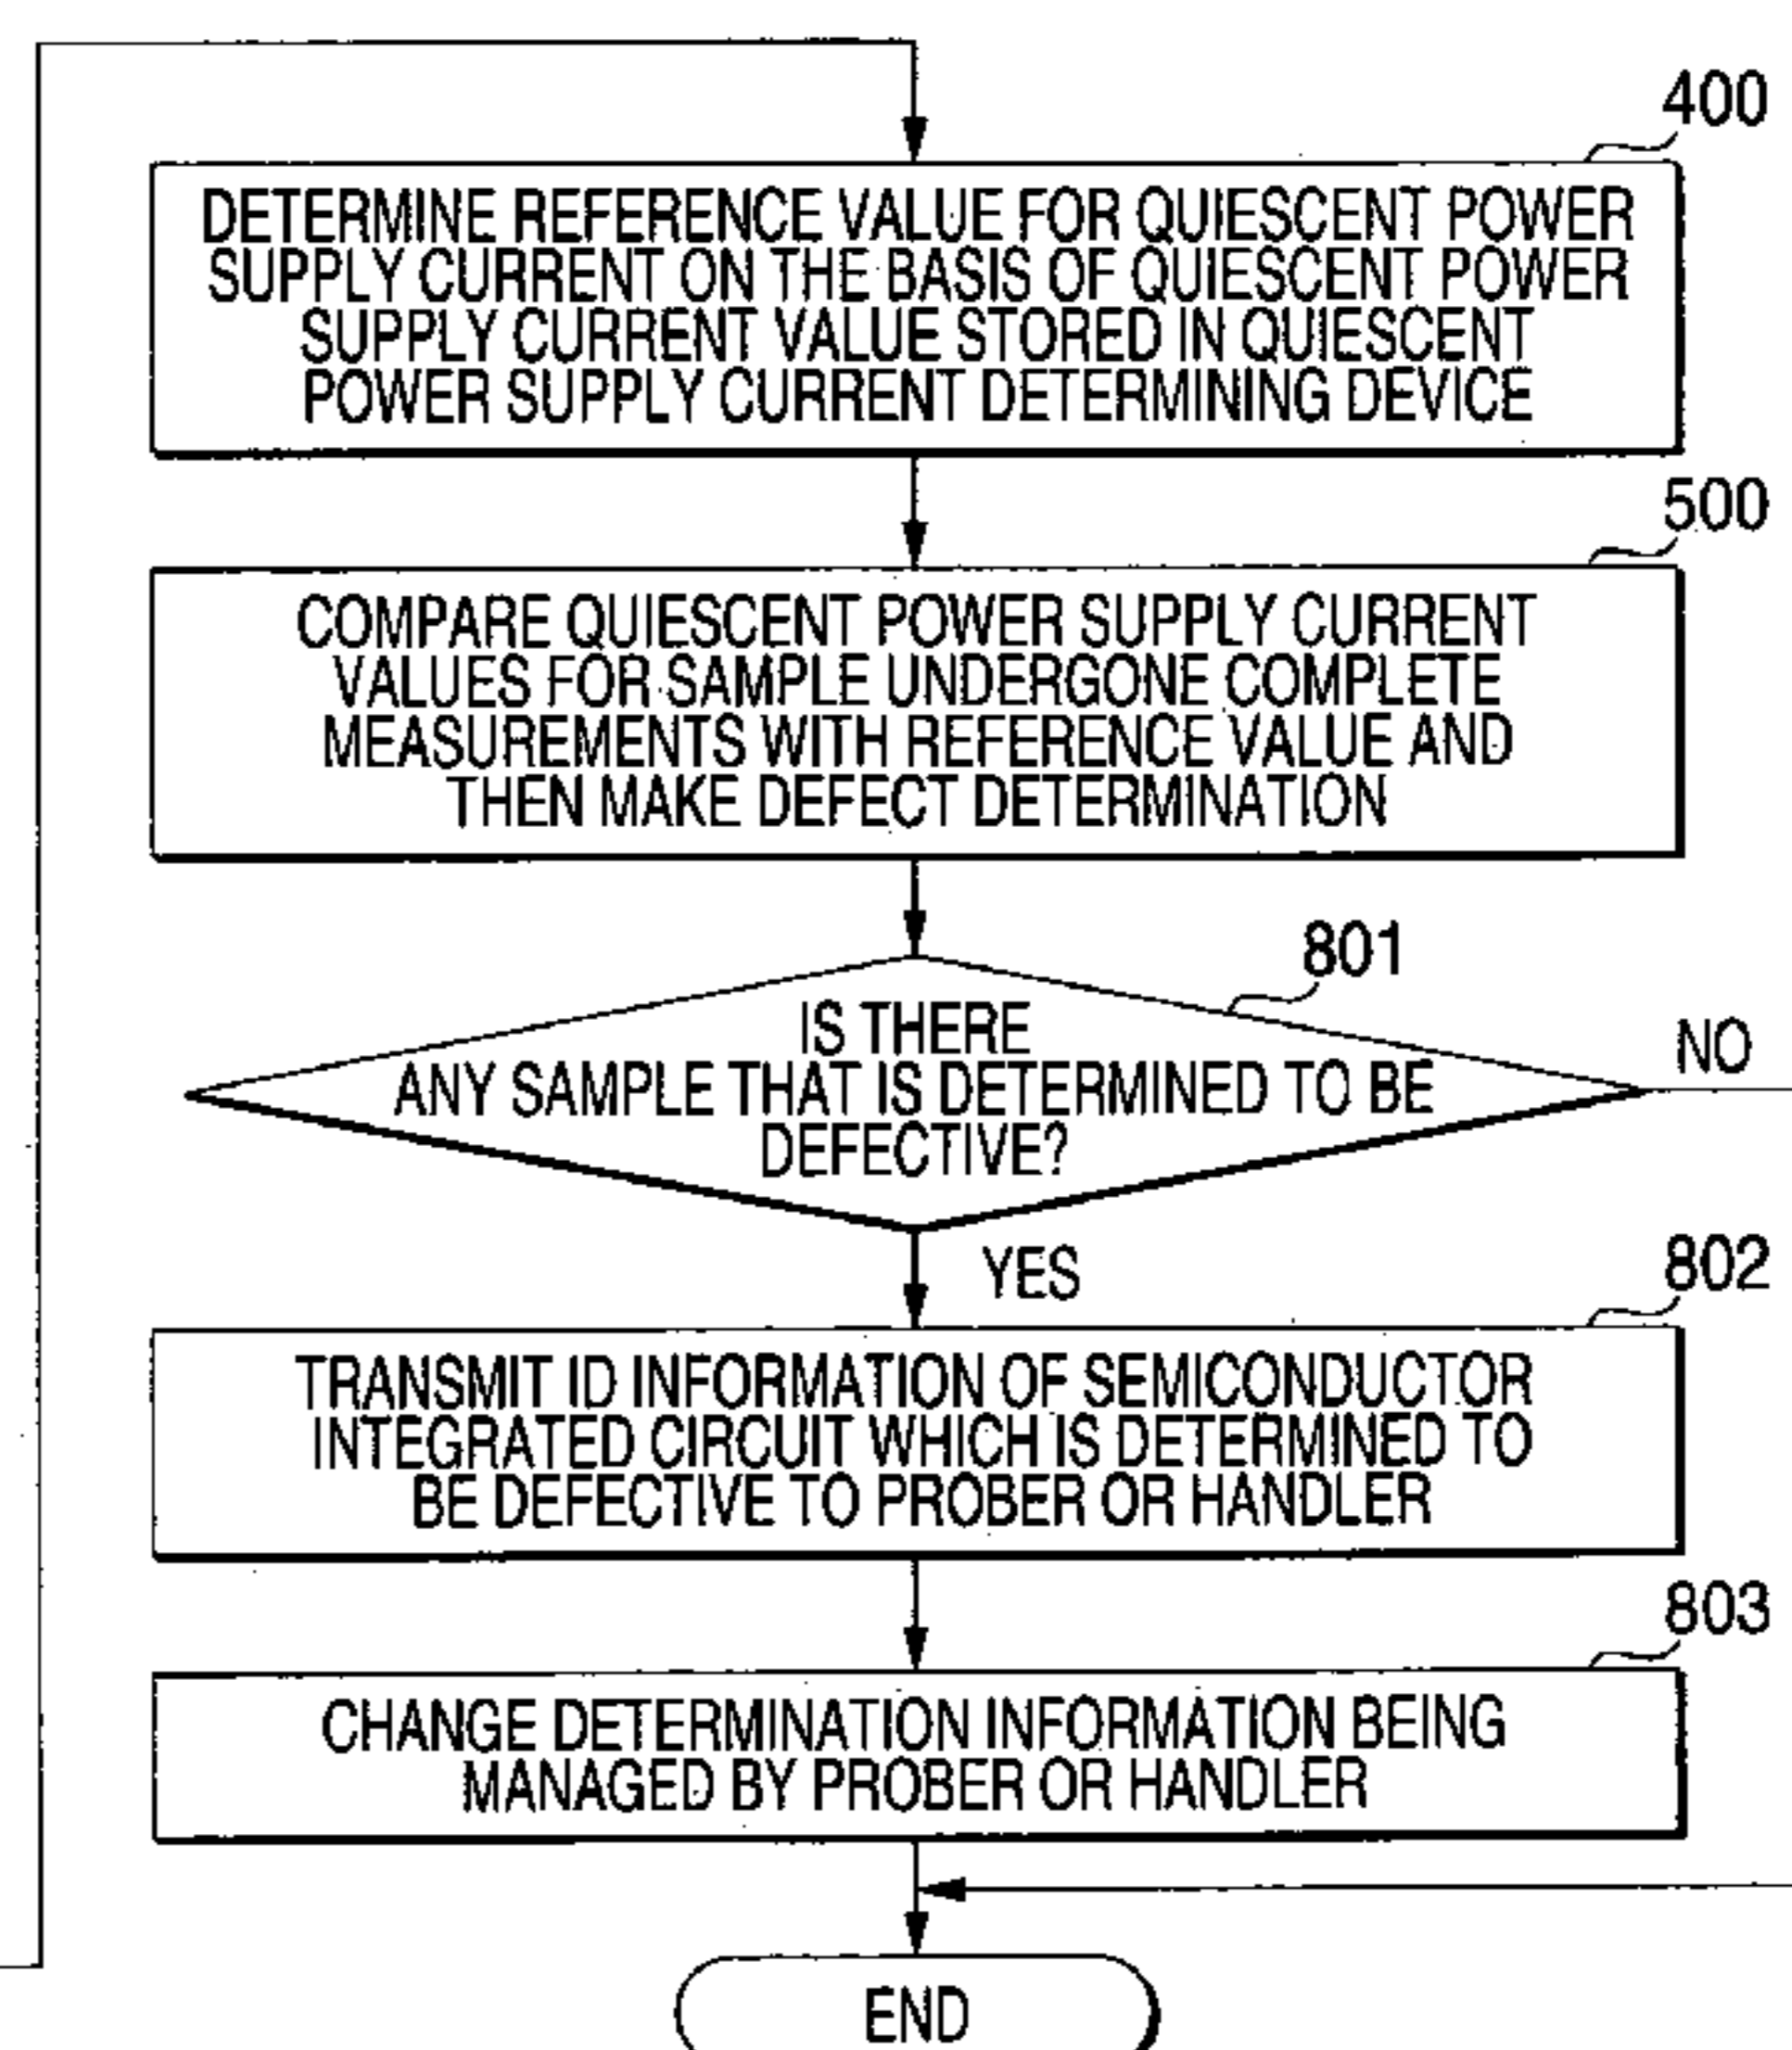 400
DETERMINE REFERENCE VALUE FOR QUIESCENT POWER
SUPPLY CURRENT ON THE BASIS OF QUIESCENT POWER
SUPPLY CURRENT VALUE STORED IN QUIESCENT
POWER SUPPLY CURRENT DETERMINING DEVICE
500
COMPARE QUIESCENT POWER SUPPLY CURRENT
VALUES FOR SAMPLE UNDERGONE COMPLETE
MEASUREMENTS WITH REFERENCE VALUE AND
THEN MAKE DEFECT DETERMINATION
801
IS THERE
ANY SAMPLE THAT IS DETERMINED TO BE
DEFECTIVE?
NO
YES
802
TRANSMIT ID INFORMATION OF SEMICONDUCTOR
INTEGRATED CIRCUIT WHICH IS DETERMINED TO
BE DEFECTIVE TO PROBER OR HANDLER
803
CHANGE DETERMINATION INFORMATION BEING
MANAGED BY PROBER OR HANDLER
END